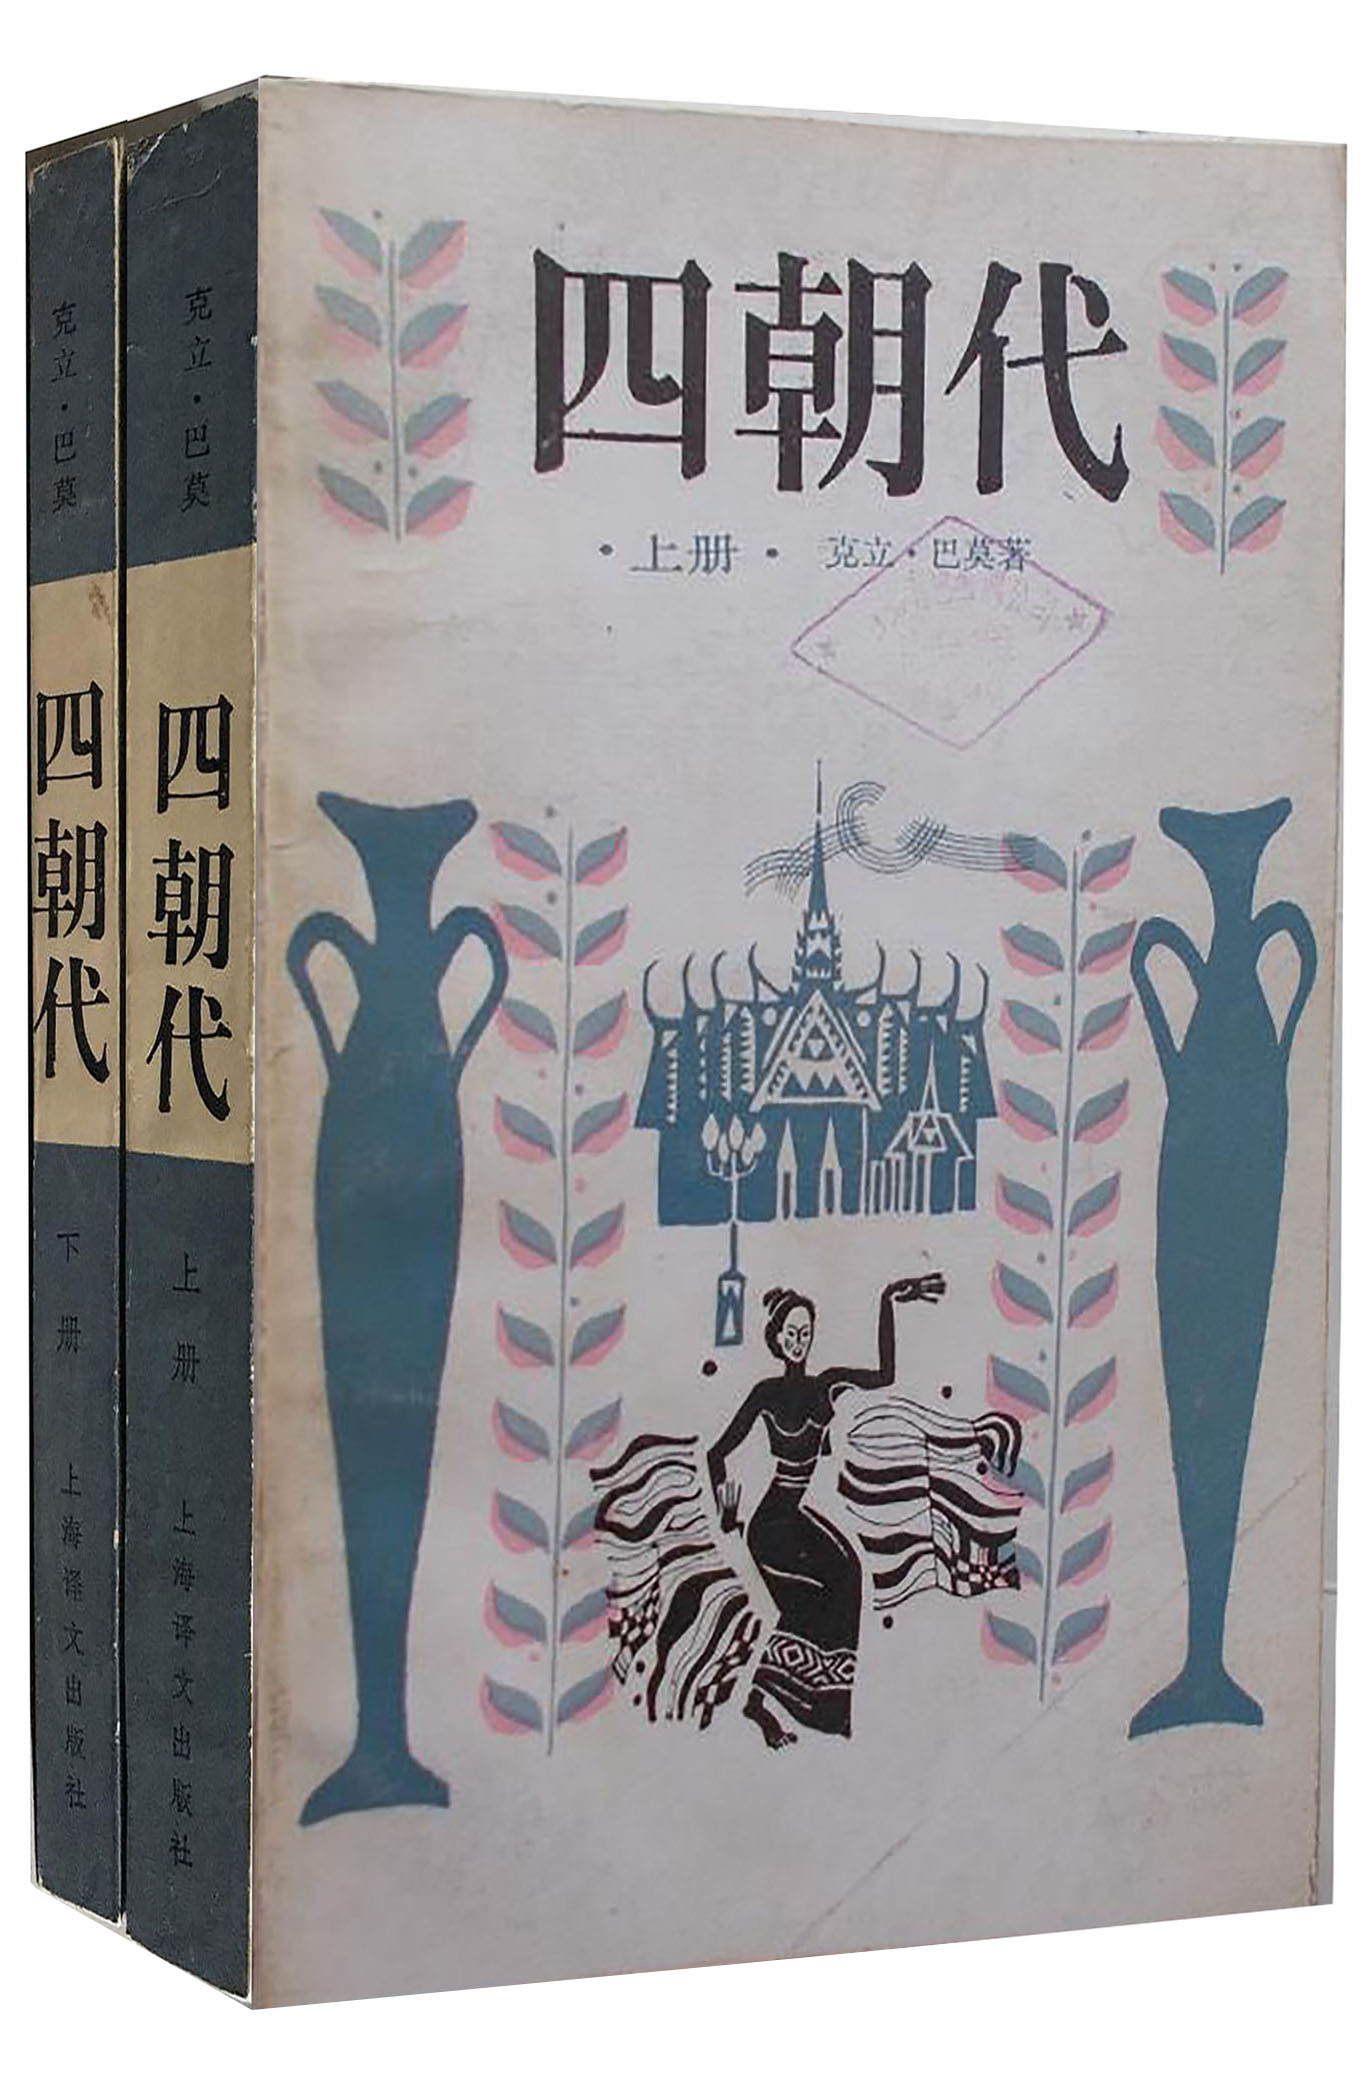 四朝代
·上册· 克立·巴莫著
克立·巴莫
四朝代
上册
上海译文出版社
克立·巴莫
四朝代
下册
上海译文出版社